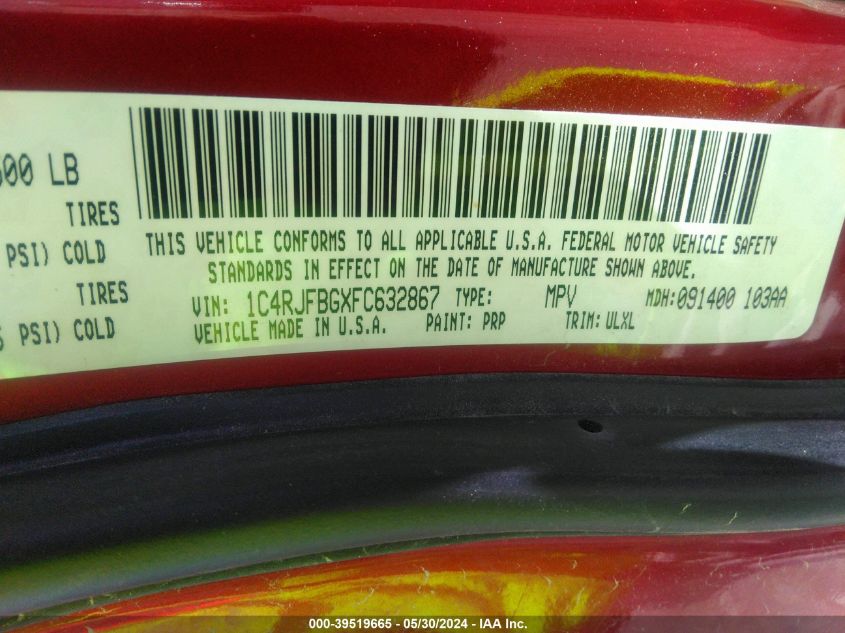 600 LB
TIRES
PSI) COLD
TIRES
PSI) COLD
THIS VEHICLE CONFORMS TO ALL APPLICABLE U.S.A. FEDERAL MOTOR VEHICLE SAFETY
STANDARDS IN EFFECT ON THE DATE OF MANUFACTURE SHOWN ABOVE.
VIN: 1C4RJFBGXFC632867 TYPE: MPV MDH:091400 103AA
VEHICLE MADE IN U.S.A. PAINT: PRP TRIM: ULXL
000-39519665 - 05/30/2024 - IAA Inc.